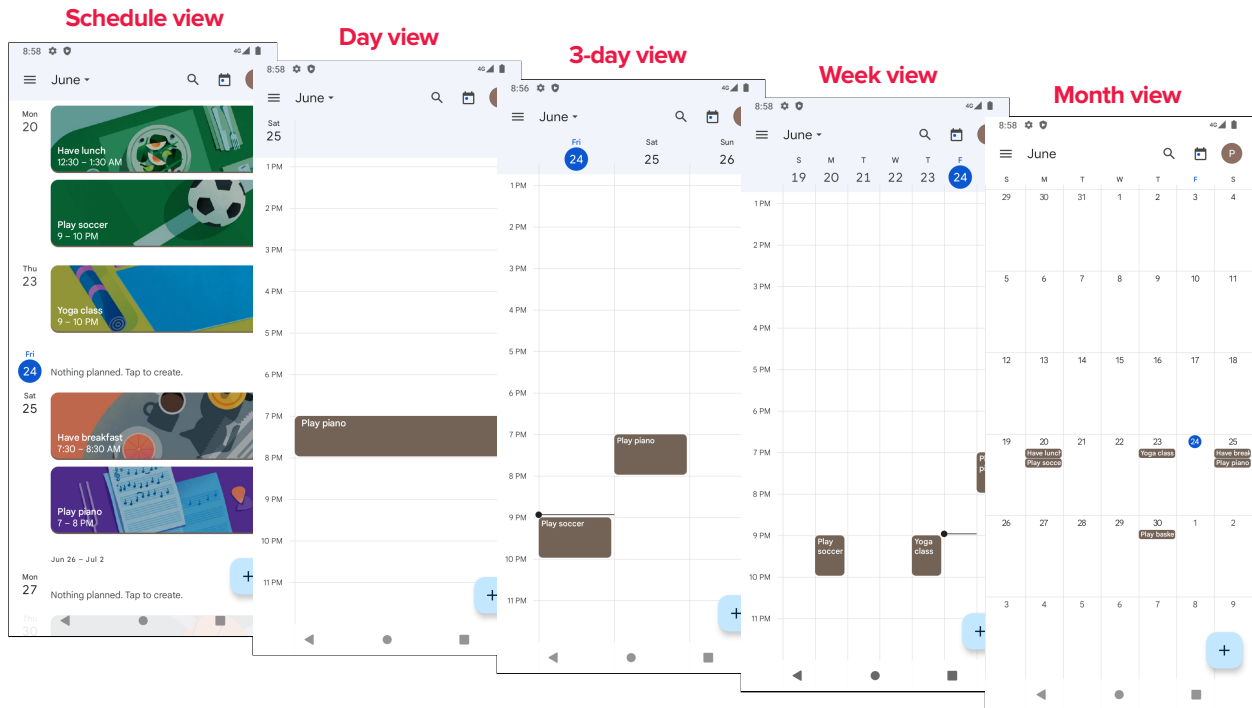 Schedule view
8:58
4G
June
Mon
20
Have lunch
12:30 – 1:30 AM
Play soccer
9 – 10 PM
Thu
23
Yoga class
9 – 10 PM
Fri
24
Nothing planned. Tap to create.
Sat
25
Have breakfast
7:30 – 8:30 AM
Play piano
7 – 8 PM
Jun 26 – Jul 2
Mon
27
Nothing planned. Tap to create.
Thu
30
Day view
8:58
4G
June
Sat
25
1 PM
2 PM
3 PM
4 PM
5 PM
6 PM
7 PM
Play piano
8 PM
9 PM
10 PM
11 PM
3-day view
8:56
4G
June
Fri Sat Sun
24 25 26
1 PM
2 PM
3 PM
4 PM
5 PM
6 PM
7 PM
Play piano
8 PM
9 PM
Play soccer
10 PM
11 PM
Week view
8:58
4G
June
S M T W T F
19 20 21 22 23 24
1 PM
2 PM
3 PM
4 PM
5 PM
6 PM
7 PM
8 PM
9 PM
Play soccer
Yoga class
10 PM
11 PM
Month view
8:58
4G
June
P
S M T W T F S
29 30 31 1 2 3 4
5 6 7 8 9 10 11
12 13 14 15 16 17 18
19 20 21 22 23 24 25
Have lunch Yoga class Have break
Play socce Play piano
26 27 28 29 30 1 2
Play baske
3 4 5 6 7 8 9